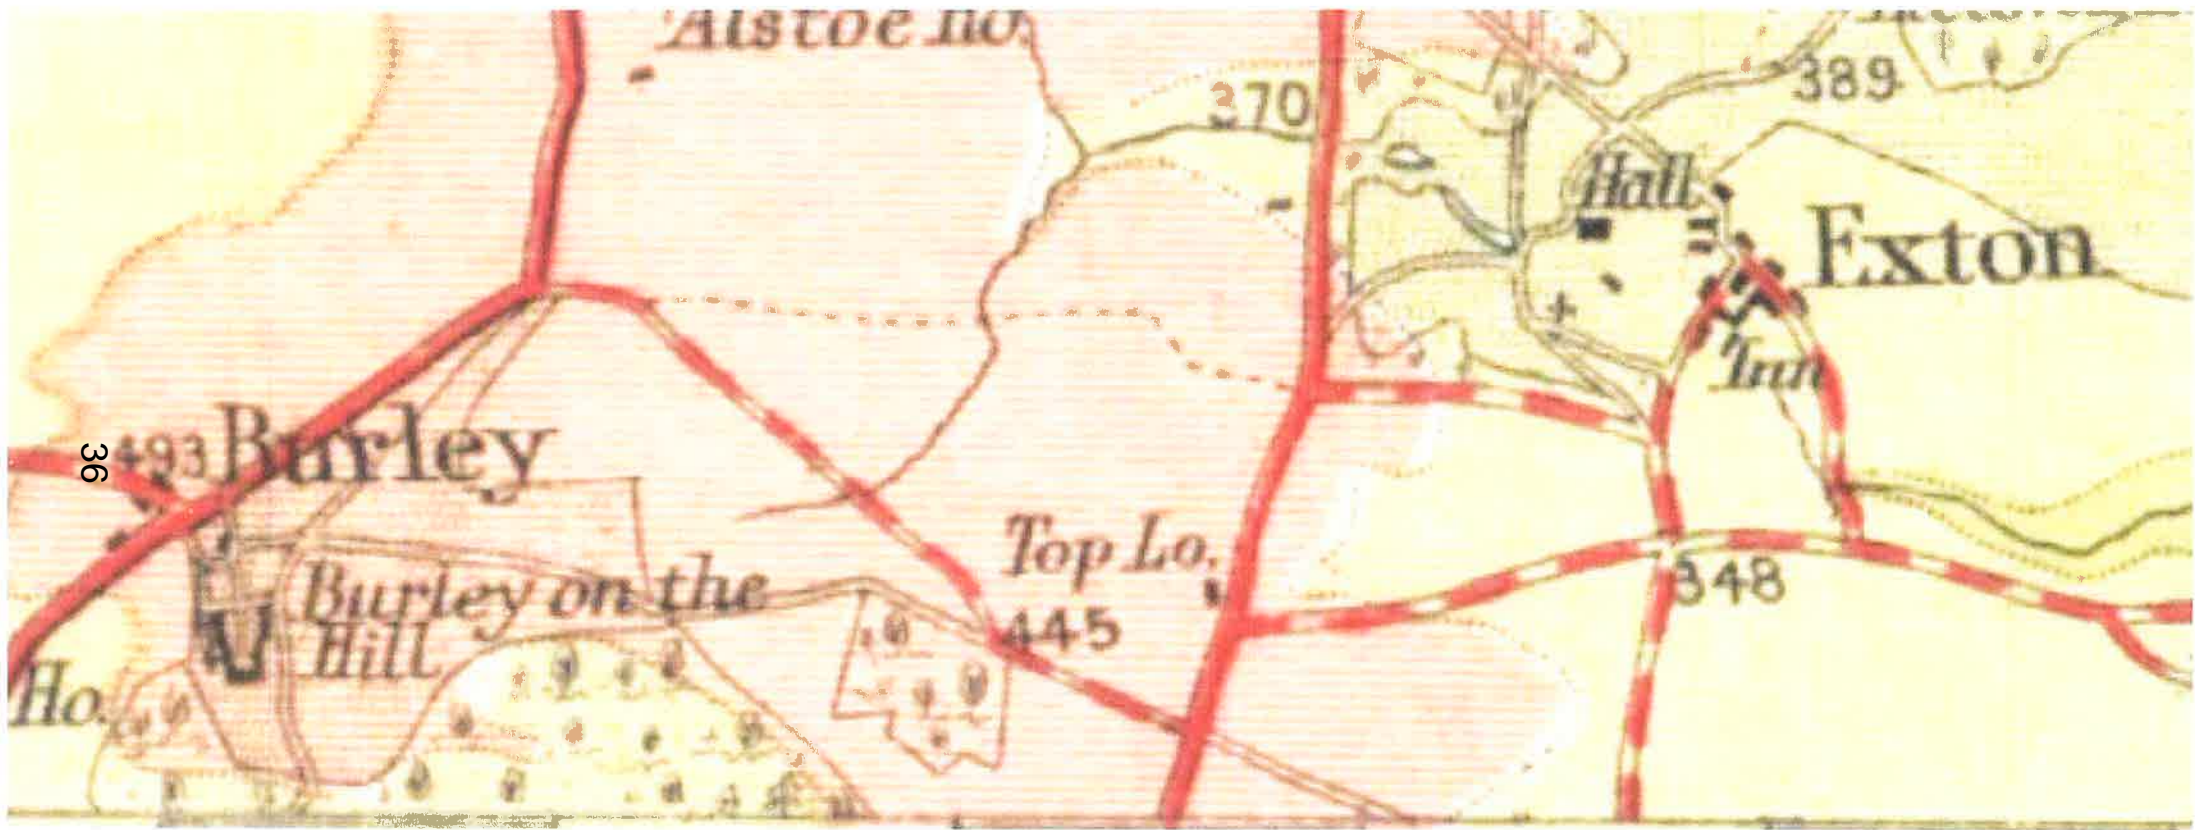 Alstoe Ho.
370
389
Hall
Exton
Inn
Burley
493
36
Top Lo.
Burley on the
Hill
348
445
Ho.